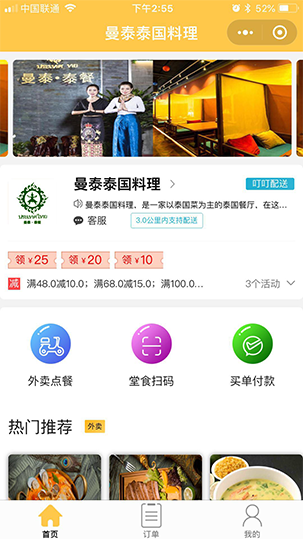 中国联通 下午2:55 52%
曼泰泰国料理
曼泰·泰餐
曼泰泰国料理
叮叮配送
曼泰泰国料理，是一家以泰国菜为主的泰国餐厅，在这...
客服 3.0公里内支持配送
领¥25 领¥20 领¥10
减 满48.0减10.0；满68.0减15.0；满100.0... 3个活动
外卖点餐 堂食扫码 买单付款
热门推荐 外卖
首页 订单 我的